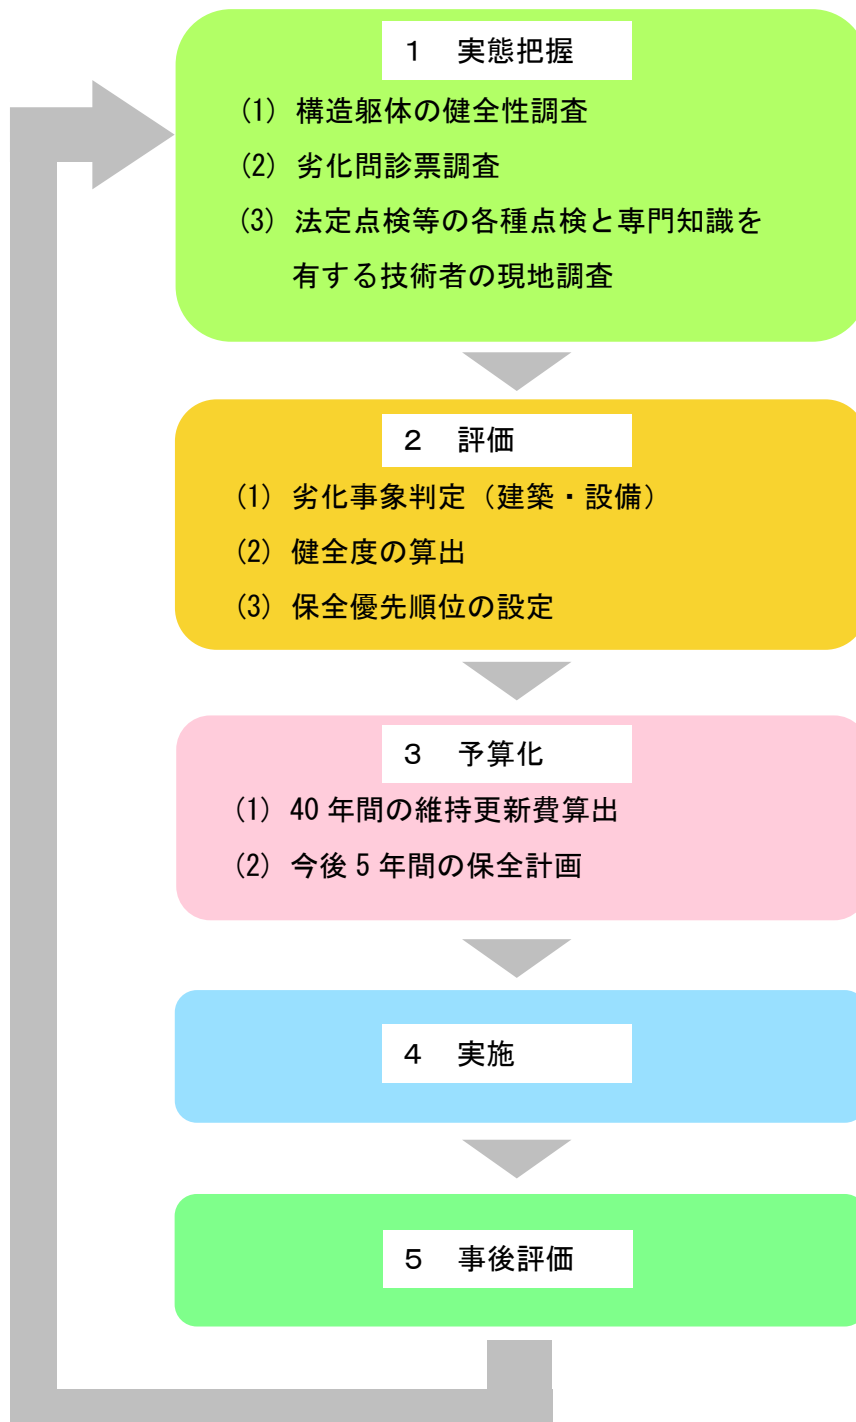 １　実態把握
(1) 構造躯体の健全性調査
(2) 劣化問診票調査
(3) 法定点検等の各種点検と専門知識を
有する技術者の現地調査
２　評価
(1) 劣化事象判定（建築・設備）
(2) 健全度の算出
(3) 保全優先順位の設定
３　予算化
(1) 40 年間の維持更新費算出
(2) 今後 5 年間の保全計画
４　実施
５　事後評価